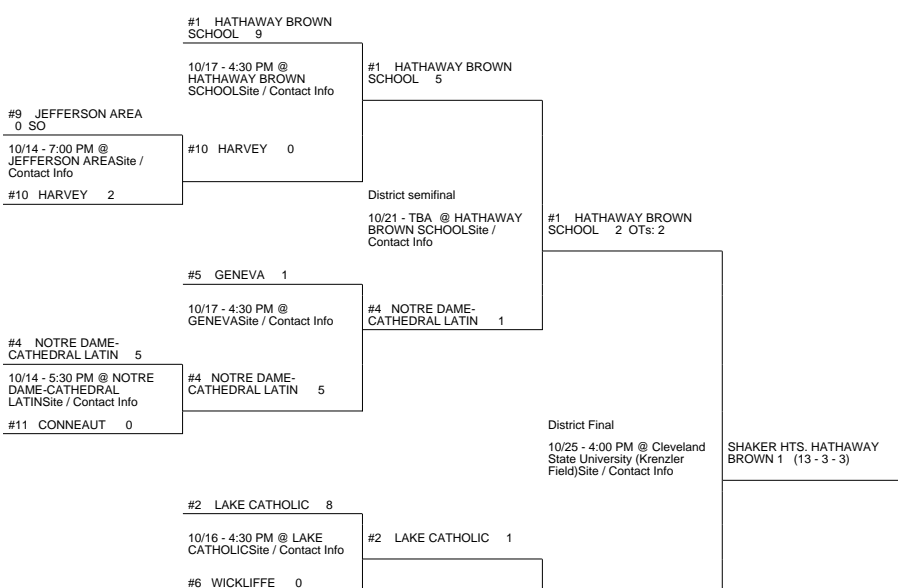 #1 HATHAWAY BROWN
SCHOOL 9
10/17 - 4:30 PM @
HATHAWAY BROWN
SCHOOLSite / Contact Info
#1 HATHAWAY BROWN
SCHOOL 5
#9 JEFFERSON AREA
0 SO
10/14 - 7:00 PM @
JEFFERSON AREASite /
Contact Info
#10 HARVEY 0
#10 HARVEY 2
District semifinal
10/21 - TBA @ HATHAWAY
BROWN SCHOOLSite /
Contact Info
#1 HATHAWAY BROWN
SCHOOL 2 OTs: 2
#5 GENEVA 1
10/17 - 4:30 PM @
GENEVASite / Contact Info
#4 NOTRE DAME-
CATHEDRAL LATIN 1
#4 NOTRE DAME-
CATHEDRAL LATIN 5
10/14 - 5:30 PM @ NOTRE
DAME-CATHEDRAL
LATINSite / Contact Info
#4 NOTRE DAME-
CATHEDRAL LATIN 5
#11 CONNEAUT 0
District Final
10/25 - 4:00 PM @ Cleveland
State University (Krenzler
Field)Site / Contact Info
SHAKER HTS. HATHAWAY
BROWN 1 (13 - 3 - 3)
#2 LAKE CATHOLIC 8
10/16 - 4:30 PM @ LAKE
CATHOLICSite / Contact Info
#2 LAKE CATHOLIC 1
#6 WICKLIFFE 0